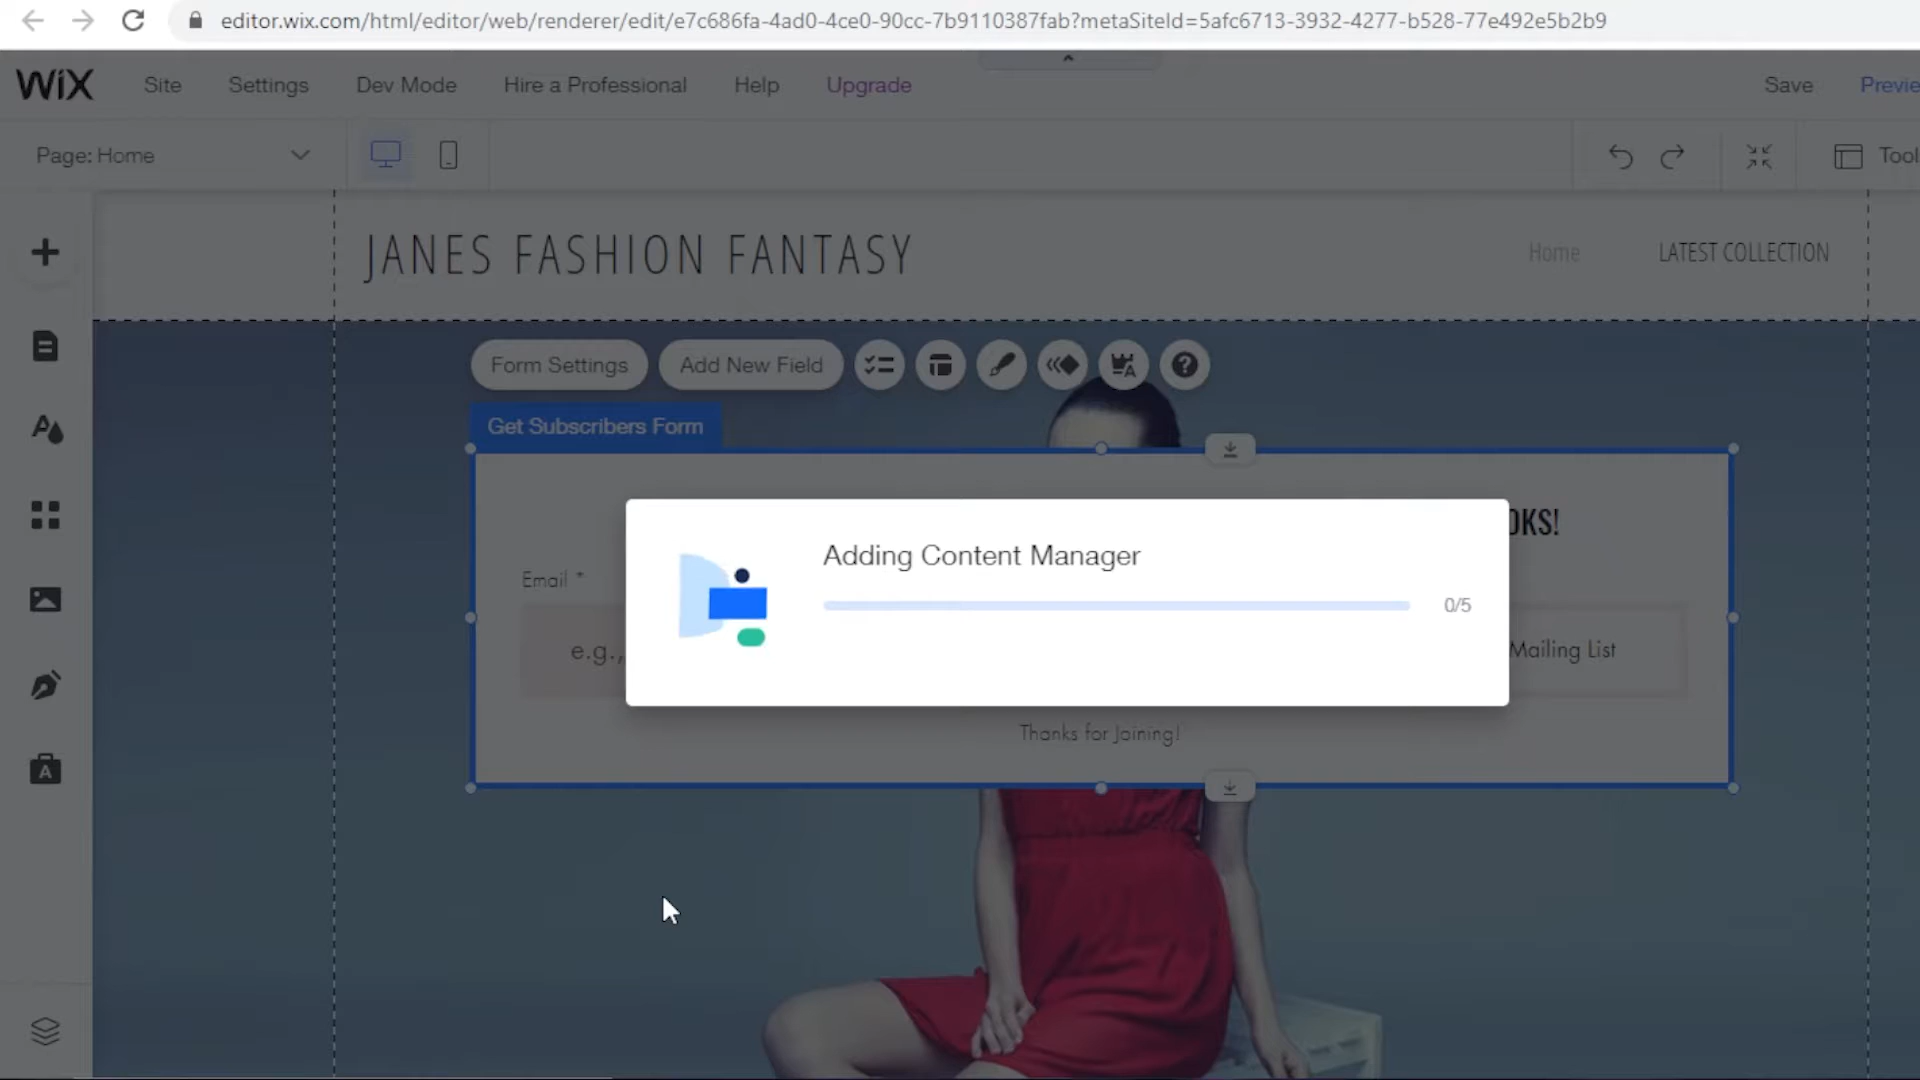 editor.wix.com/html/editor/web/renderer/edit/e7c686fa-4ad0-4ce0-90cc-7b9110387fab?metaSiteId=5afc6713-3932-4277-b528-77e492e5b2b9
WiX Site Settings Dev Mode Hire a Professional Help Upgrade Save Previe
Page: Home Tool
JANES FASHION FANTASY Home LATEST COLLECTION
Form Settings Add New Field
Get Subscribers Form
OKS!
Adding Content Manager
Email *
0/5
e.g., Mailing List
Thanks for Joining!